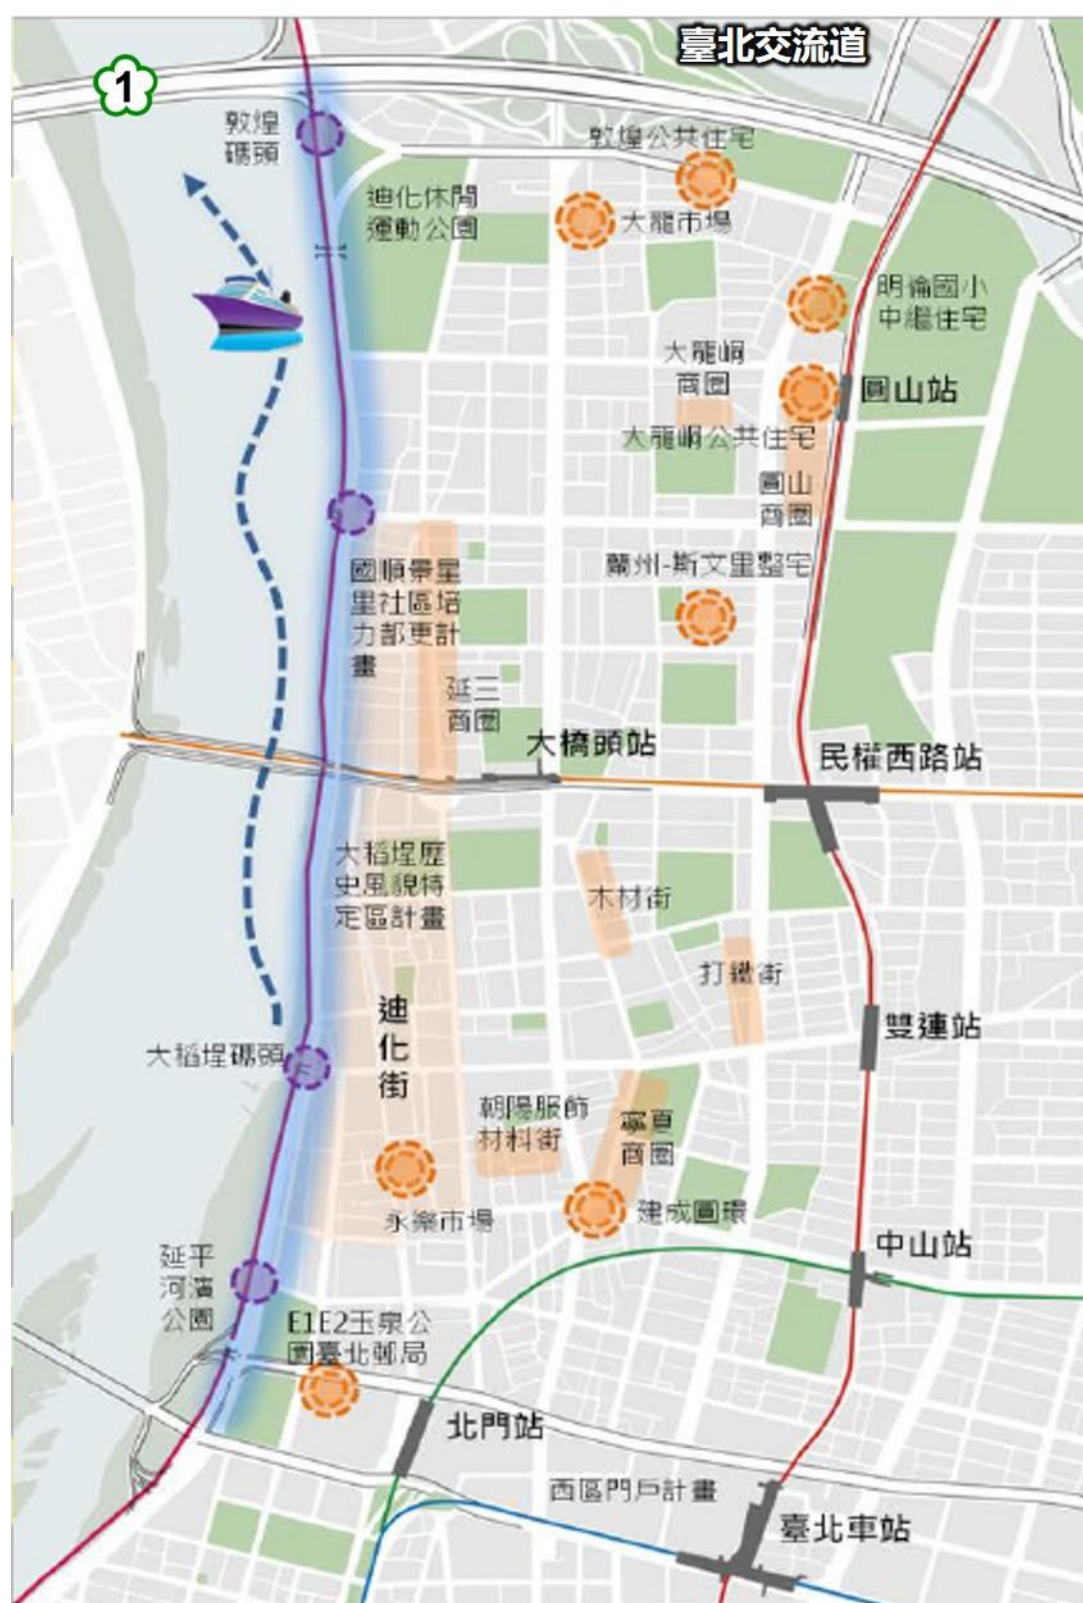 臺北交流道
1
敦煌
碼頭
敦煌公共住宅
迪化休閒
運動公園
大龍市場
明倫國小
中繼住宅
大龍峒
商圈
圓山站
大龍峒公共住宅
圓山
商圈
國順景星
里社區培
力都更計
畫
蘭州-斯文里整宅
延三
商圈
大橋頭站
民權西路站
大稻埕歷
史風貌特
定區計畫
木材街
打鐵街
迪
化
街
雙連站
大稻埕碼頭
朝陽服飾
材料街
寧夏
商圈
永樂市場
建成圓環
中山站
延平
河濱
公園
E1E2玉泉公
園臺北郵局
北門站
西區門戶計畫
臺北車站